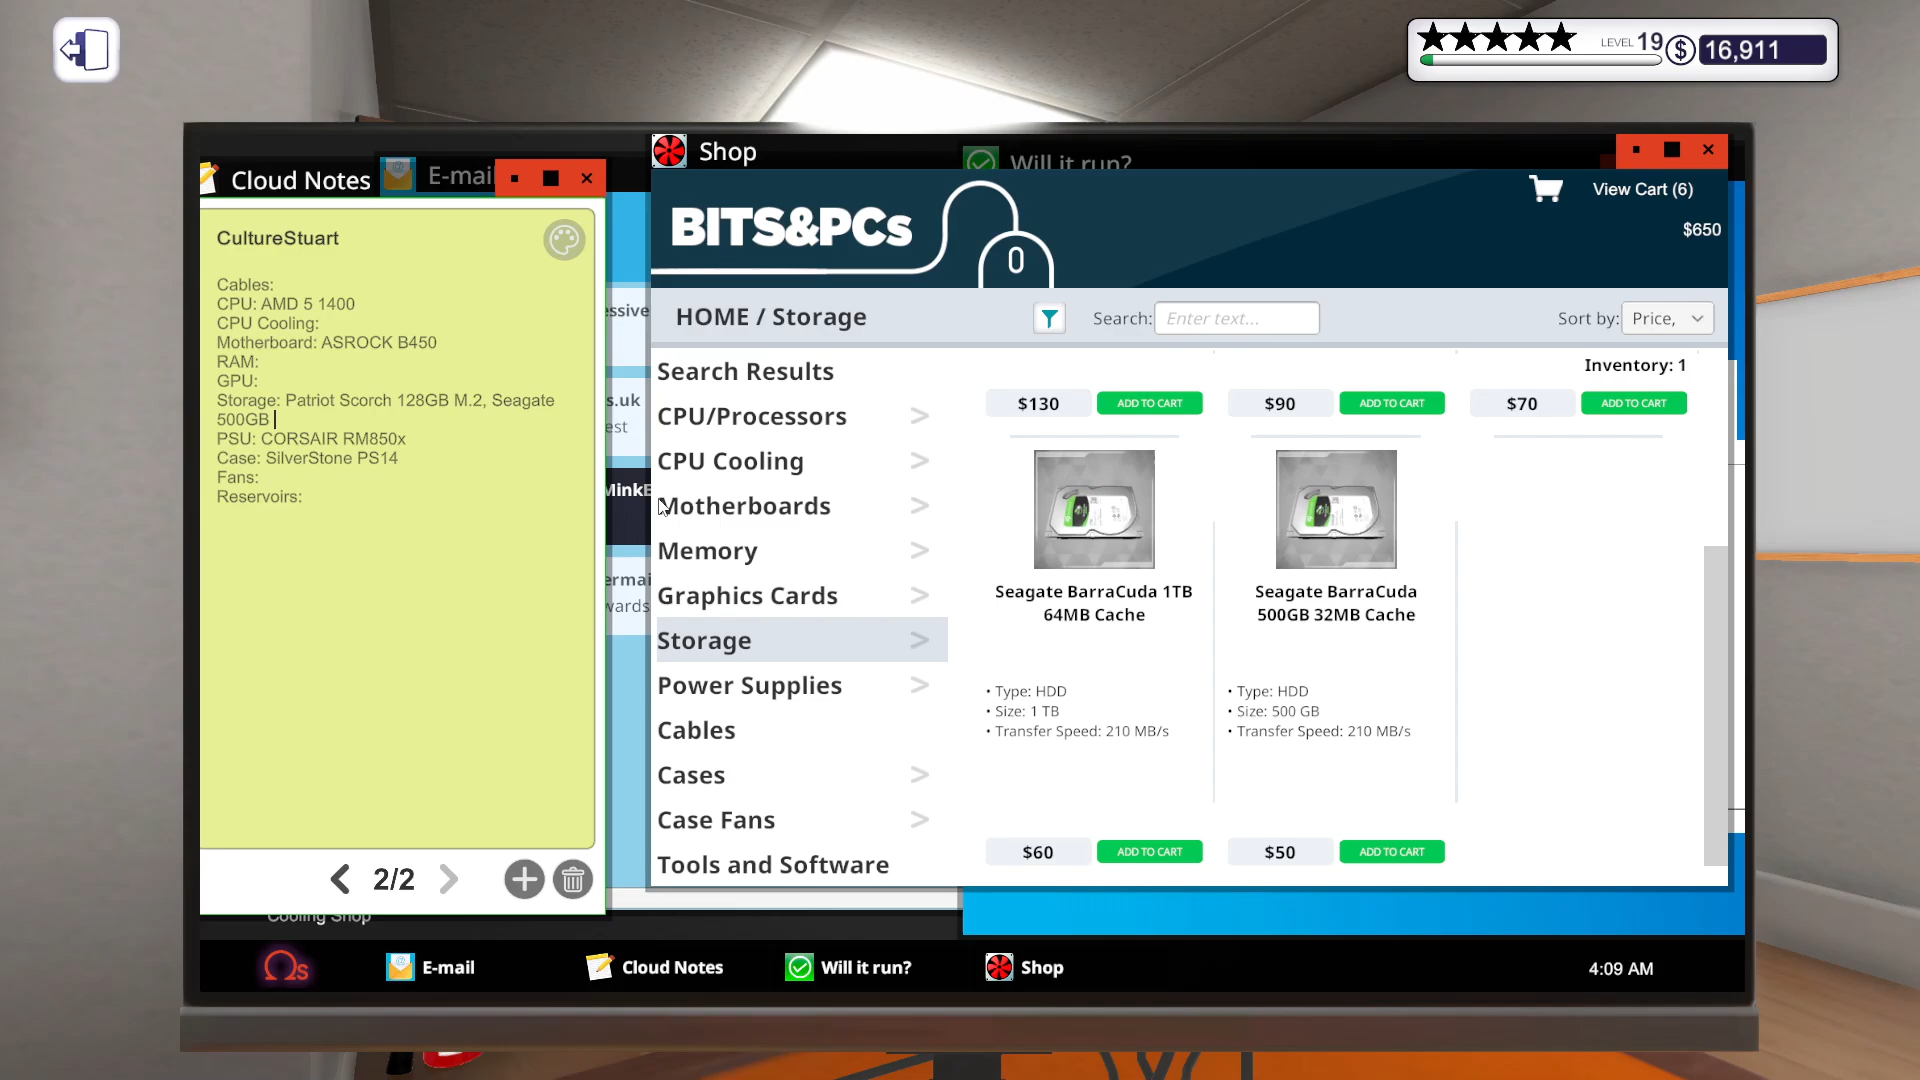 LEVEL 19
$ 16,911
Cloud Notes
E-mail
Shop
Will it run?
CultureStuart
Cables:
CPU: AMD 5 1400
CPU Cooling:
Motherboard: ASROCK B450
RAM:
GPU:
Storage: Patriot Scorch 128GB M.2, Seagate
500GB
PSU: CORSAIR RM850x
Case: SilverStone PS14
Fans:
Reservoirs:
2/2
BITS&PCs
View Cart (6)
$650
HOME / Storage
Search: Enter text...
Sort by: Price,
Search Results
CPU/Processors >
CPU Cooling >
Motherboards >
Memory >
Graphics Cards >
Storage >
Power Supplies >
Cables
Cases >
Case Fans >
Tools and Software
Inventory: 1
$130 ADD TO CART
$90 ADD TO CART
$70 ADD TO CART
Seagate BarraCuda 1TB
64MB Cache
• Type: HDD
• Size: 1 TB
• Transfer Speed: 210 MB/s
$60 ADD TO CART
Seagate BarraCuda
500GB 32MB Cache
• Type: HDD
• Size: 500 GB
• Transfer Speed: 210 MB/s
$50 ADD TO CART
Cooling Shop
Ωs
E-mail
Cloud Notes
Will it run?
Shop
4:09 AM